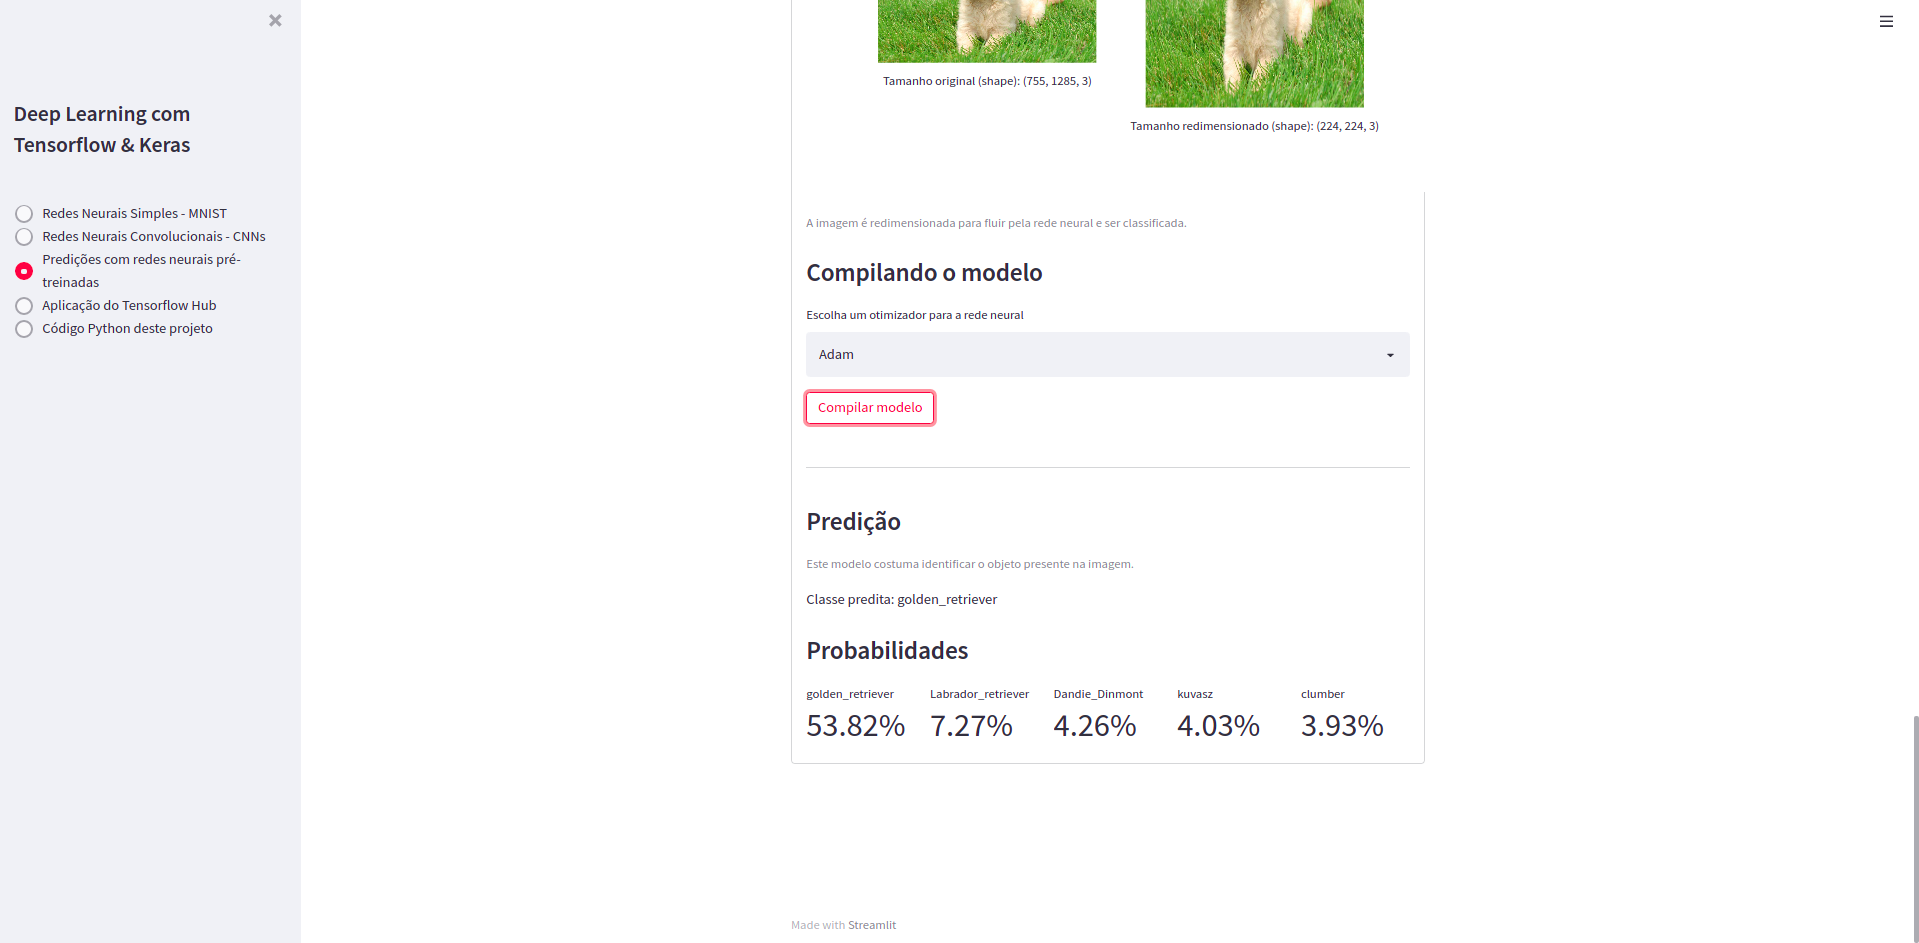 Deep Learning com
Tensorflow & Keras
Redes Neurais Simples - MNIST
Redes Neurais Convolucionais - CNNs
Predições com redes neurais pré-
treinadas
Aplicação do Tensorflow Hub
Código Python deste projeto
Tamanho original (shape): (755, 1285, 3)
Tamanho redimensionado (shape): (224, 224, 3)
A imagem é redimensionada para fluir pela rede neural e ser classificada.
Compilando o modelo
Escolha um otimizador para a rede neural
Adam
Compilar modelo
Predição
Este modelo costuma identificar o objeto presente na imagem.
Classe predita: golden_retriever
Probabilidades
golden_retriever Labrador_retriever Dandie_Dinmont kuvasz clumber
53.82% 7.27% 4.26% 4.03% 3.93%
Made with Streamlit